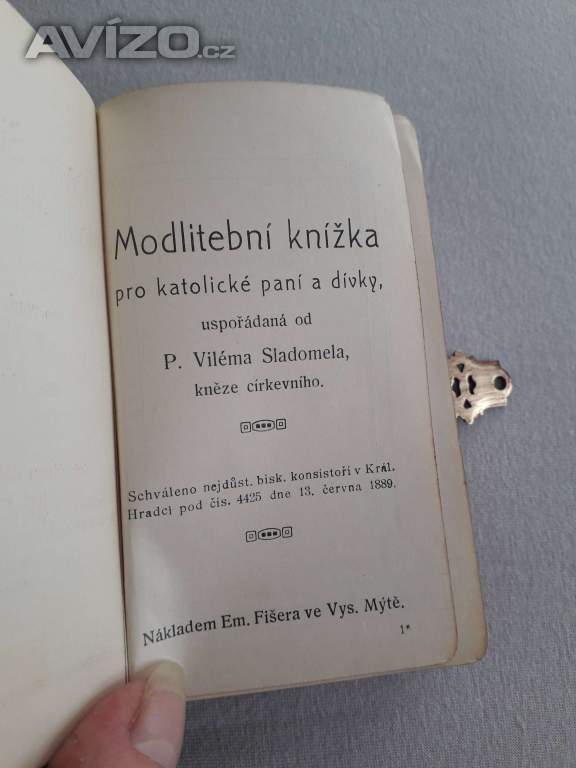 AVÍZO.cz
Modlitební knížka
pro katolické paní a dívky,
uspořádaná od
P. Viléma Sladomela,
kněze církevního.
Schváleno nejdůst. bisk. konsistoří v Král.
Hradci pod čís. 4425 dne 13. června 1889.
Nákladem Em. Fišera ve Vys. Mýtě.
1*